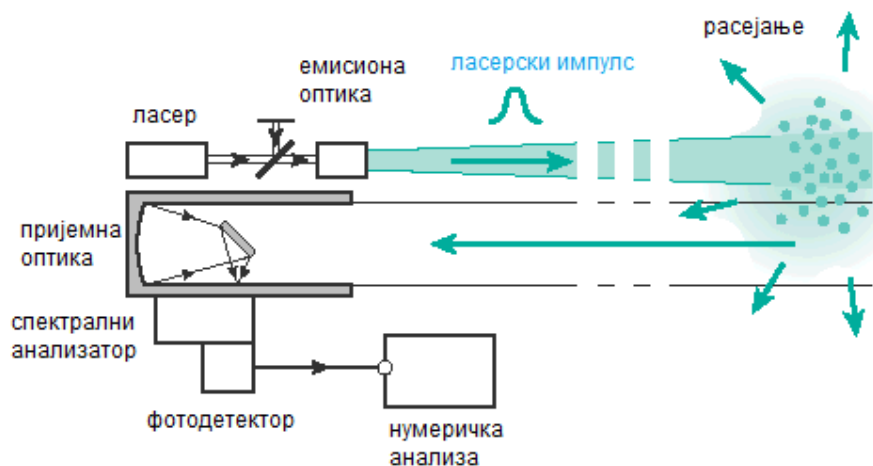 расејање
емисиона
оптика
ласерски импулс
ласер
пријемна
оптика
спектрални
анализатор
фотодетектор
нумеричка
анализа